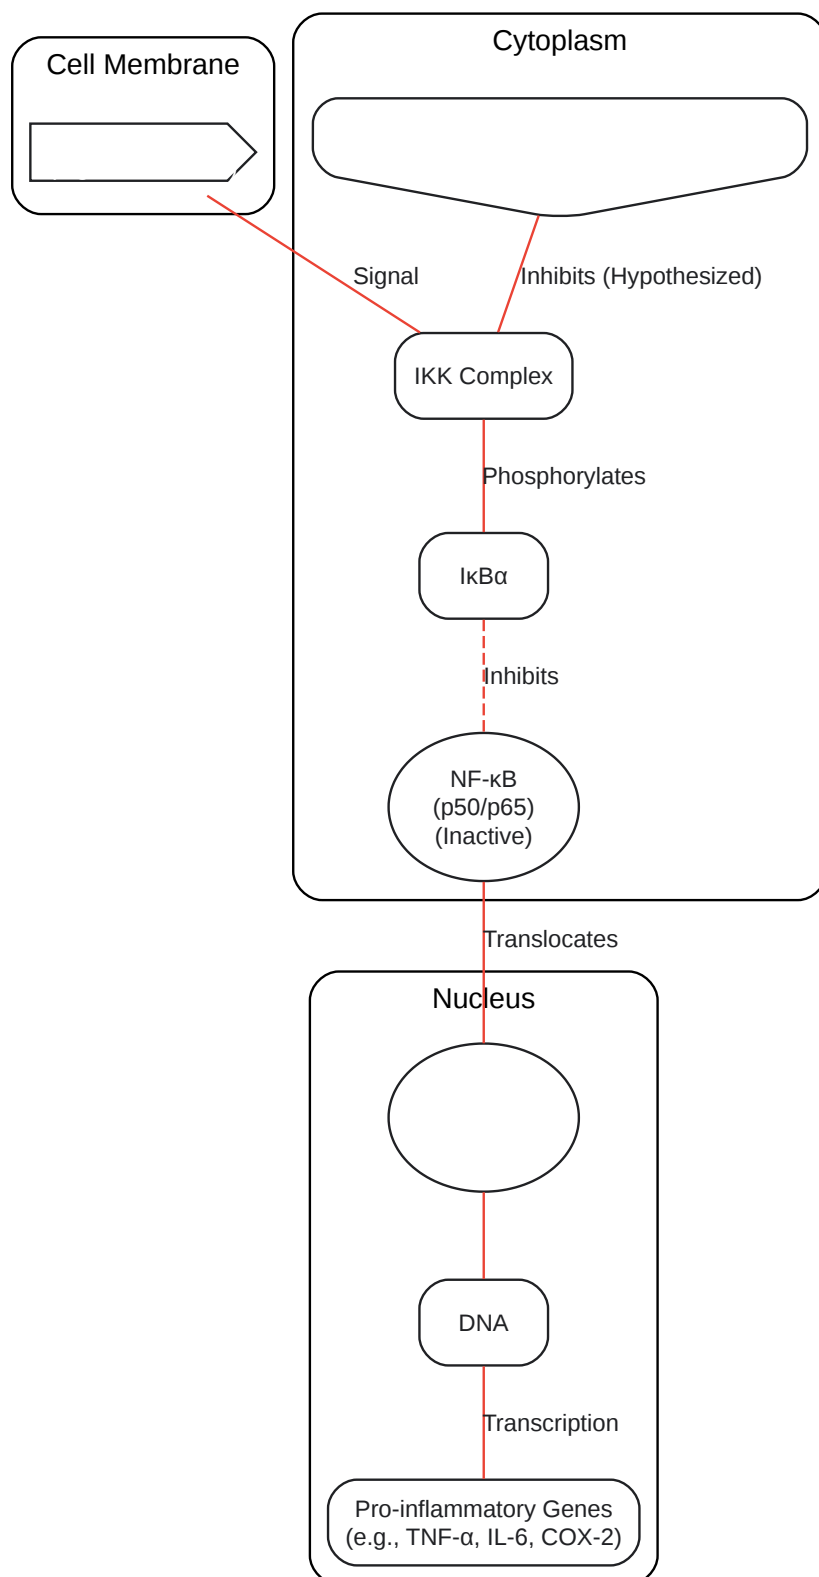 Cell Membrane
Cytoplasm
Signal
Inhibits (Hypothesized)
IKK Complex
Phosphorylates
IκBα
Inhibits
NF-κB
(p50/p65)
(Inactive)
Translocates
Nucleus
DNA
Transcription
Pro-inflammatory Genes
(e.g., TNF-α, IL-6, COX-2)